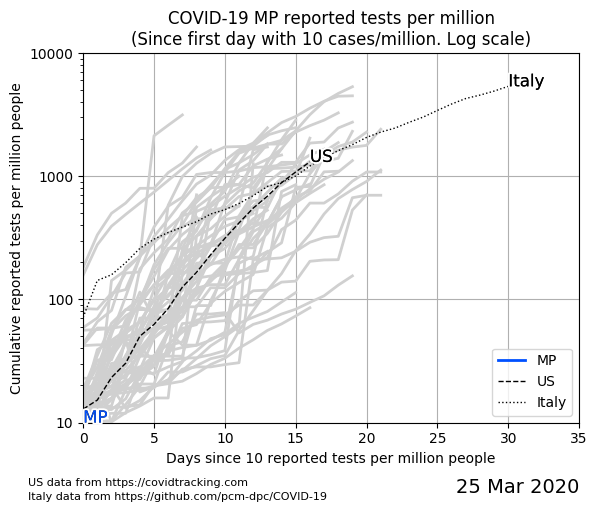 COVID-19 MP reported tests per million
(Since first day with 10 cases/million. Log scale)
Cumulative reported tests per million people
10000
1000
100
10
Italy
US
MP
MP
US
Italy
0 5 10 15 20 25 30 35
Days since 10 reported tests per million people
US data from https://covidtracking.com
Italy data from https://github.com/pcm-dpc/COVID-19
25 Mar 2020